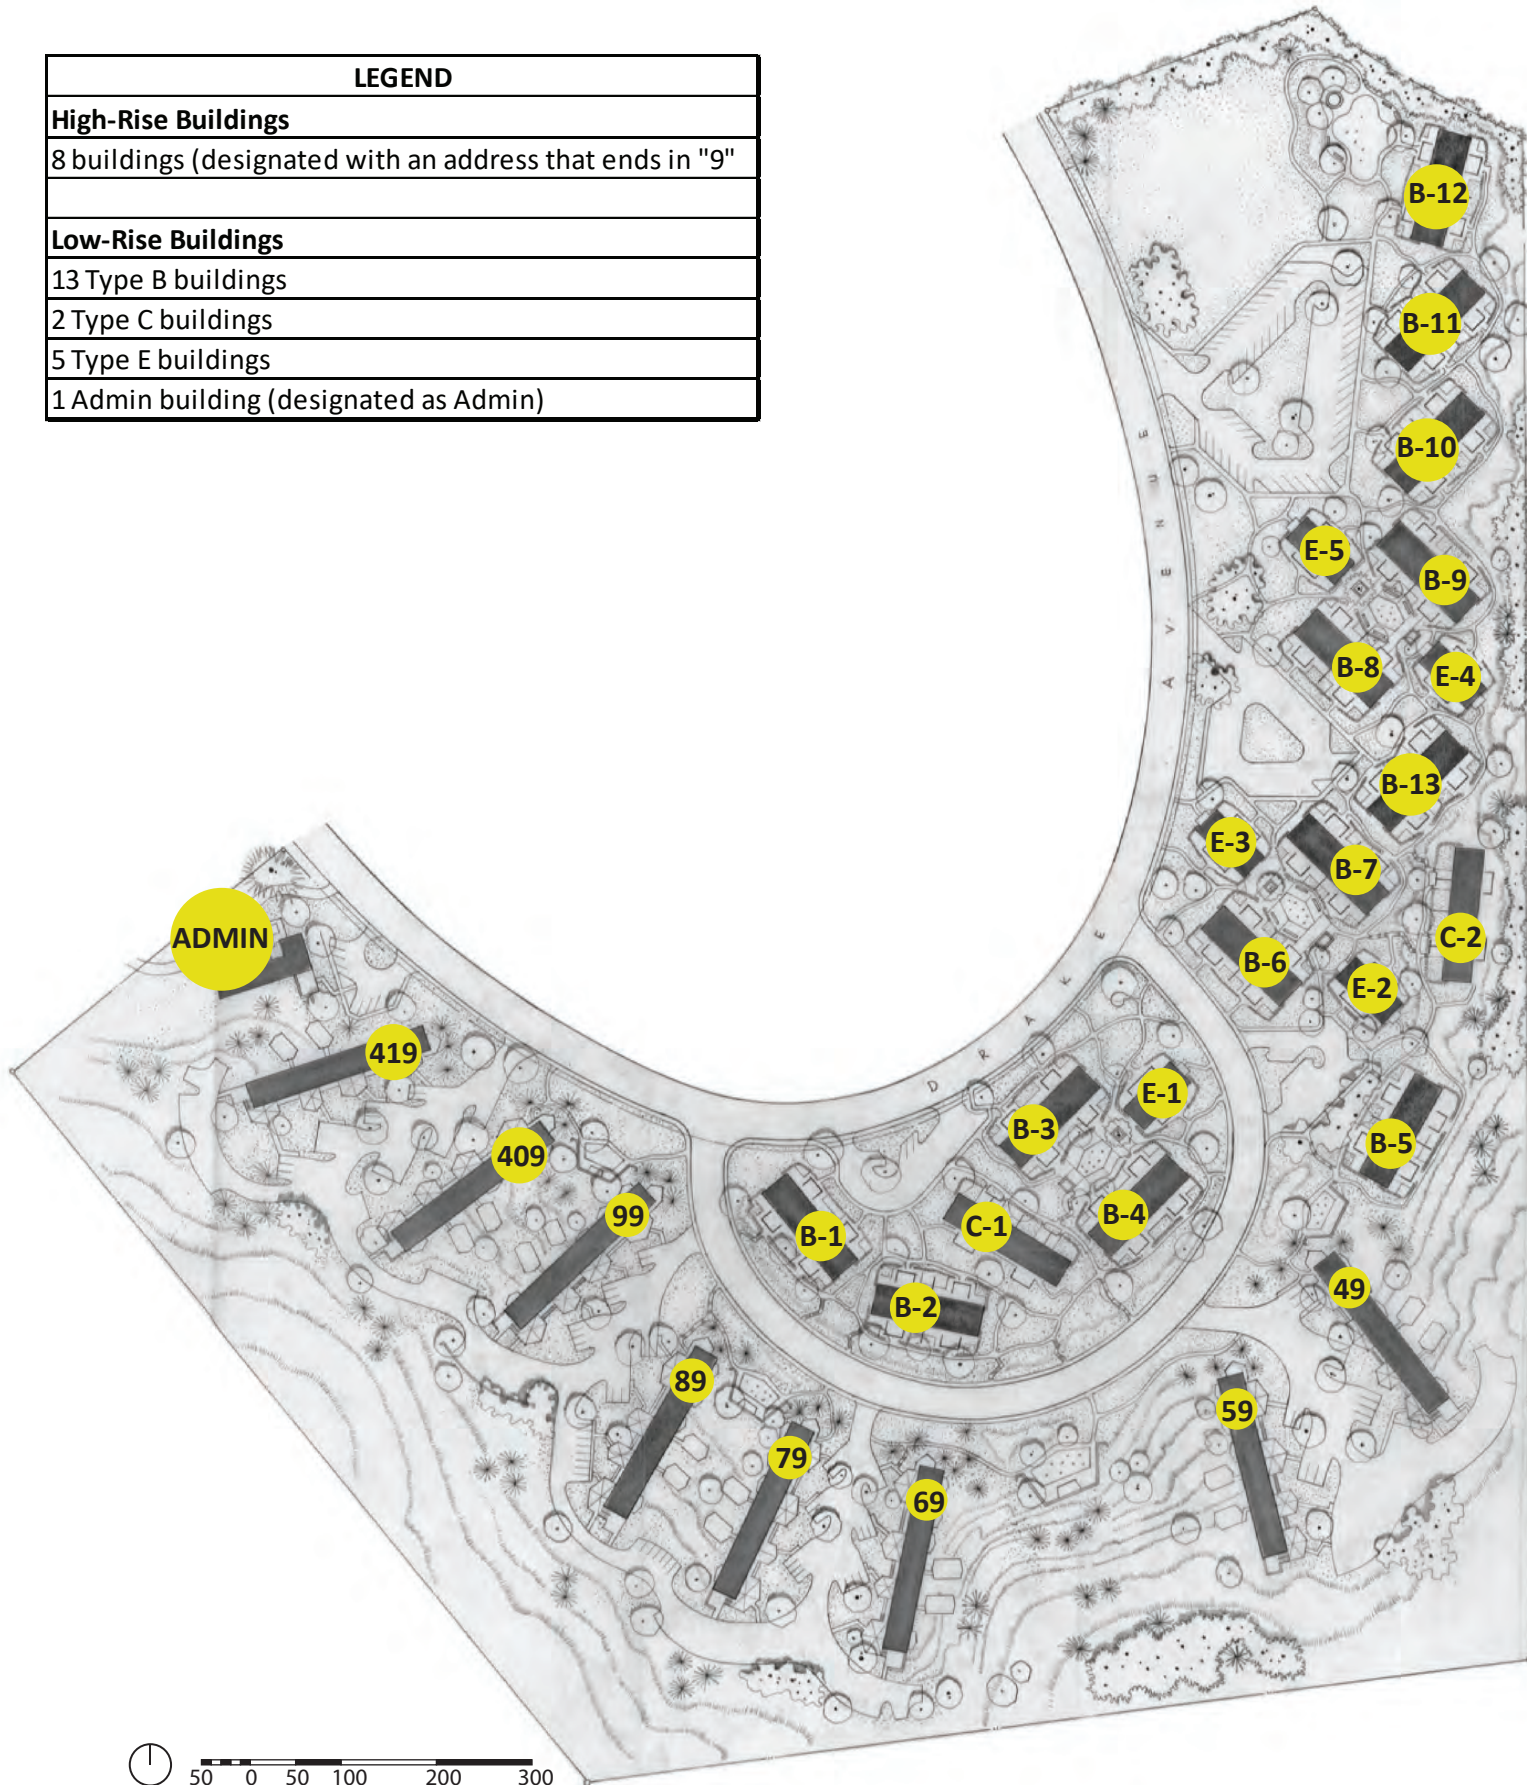 LEGEND
High-Rise Buildings
8 buildings (designated with an address that ends in "9"
Low-Rise Buildings
13 Type B buildings
2 Type C buildings
5 Type E buildings
1 Admin building (designated as Admin)
B-12
B-11
B-10
E-5
B-9
B-8
E-4
B-13
E-3
B-7
C-2
B-6
E-2
DRAKE AVENUE
ADMIN
419
409
99
B-3
E-1
B-5
B-4
C-1
B-1
B-2
49
89
59
79
69
50 0 50 100 200 300